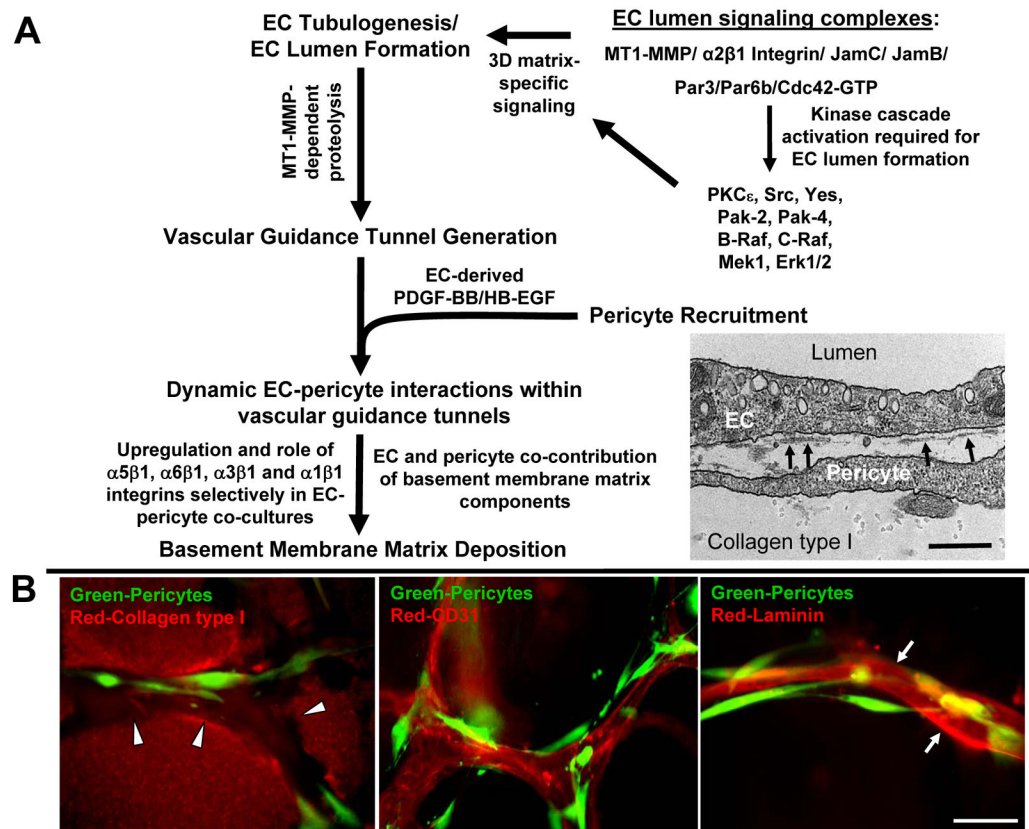 A
EC Tubulogenesis/
EC Lumen Formation
EC lumen signaling complexes:
MT1-MMP/ α2β1 Integrin/ JamC/ JamB/
Par3/Par6b/Cdc42-GTP
3D matrix-
specific
signaling
Kinase cascade
activation required for
EC lumen formation
MT1-MMP-
dependent
proteolysis
PKCε, Src, Yes,
Pak-2, Pak-4,
B-Raf, C-Raf,
Mek1, Erk1/2
Vascular Guidance Tunnel Generation
EC-derived
PDGF-BB/HB-EGF
Pericyte Recruitment
Dynamic EC-pericyte interactions within
vascular guidance tunnels
Upregulation and role of
α5β1, α6β1, α3β1 and α1β1
integrins selectively in EC-
pericyte co-cultures
EC and pericyte co-contribution
of basement membrane matrix
components
Basement Membrane Matrix Deposition
Lumen
EC
Pericyte
Collagen type I
B
Green-Pericytes
Red-Collagen type I
Green-Pericytes
Red-CD31
Green-Pericytes
Red-Laminin